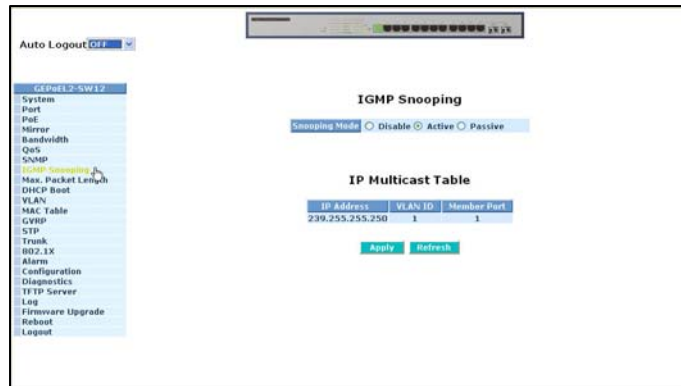 Auto Logout OFF
GEPoEL2-SW12
System
Port
PoE
Mirror
Bandwidth
QoS
SNMP
IGMP Snooping
Max. Packet Length
DHCP Boot
VLAN
MAC Table
GVRP
STP
Trunk
802.1X
Alarm
Configuration
Diagnostics
TFTP Server
Log
Firmware Upgrade
Reboot
Logout
IGMP Snooping
Snooping Mode Disable Active Passive
IP Multicast Table
IP Address VLAN ID Member Port
239.255.255.250 1 1
Apply Refresh